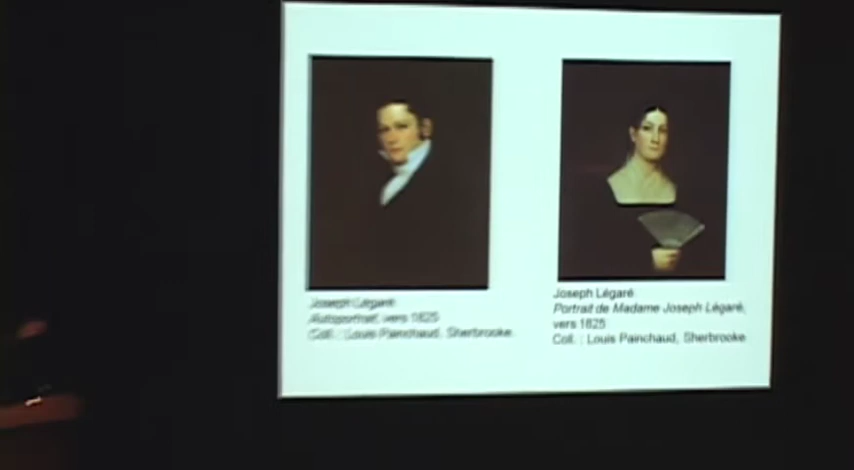 Joseph Légaré
Autoportrait, vers 1825
Coll. : Louis Painchaud, Sherbrooke
Joseph Légaré
Portrait de Madame Joseph Légaré,
vers 1825
Coll. : Louis Painchaud, Sherbrooke